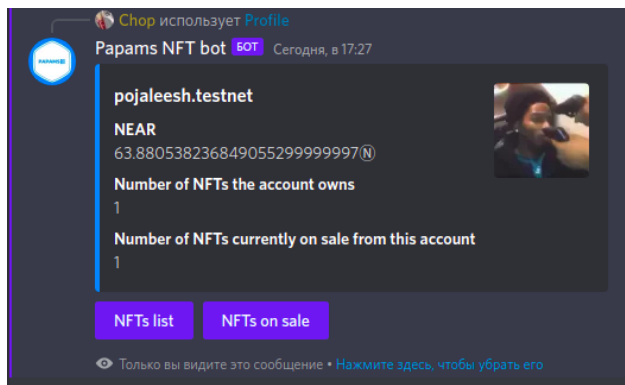 Chop использует Profile
PAPAMS
Papams NFT bot БОТ Сегодня, в 17:27
pojaleesh.testnet
NEAR
63.880538236849055299999997Ⓝ
Number of NFTs the account owns
1
Number of NFTs currently on sale from this account
1
NFTs list NFTs on sale
Только вы видите это сообщение • Нажмите здесь, чтобы убрать его